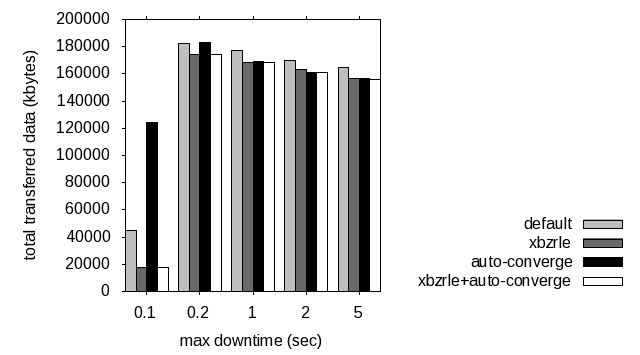 200000
180000
160000
140000
120000
100000
80000
60000
40000
20000
0
total transferred data (kbytes)
0.1 0.2 1 2 5
max downtime (sec)
default
xbzrle
auto-converge
xbzrle+auto-converge